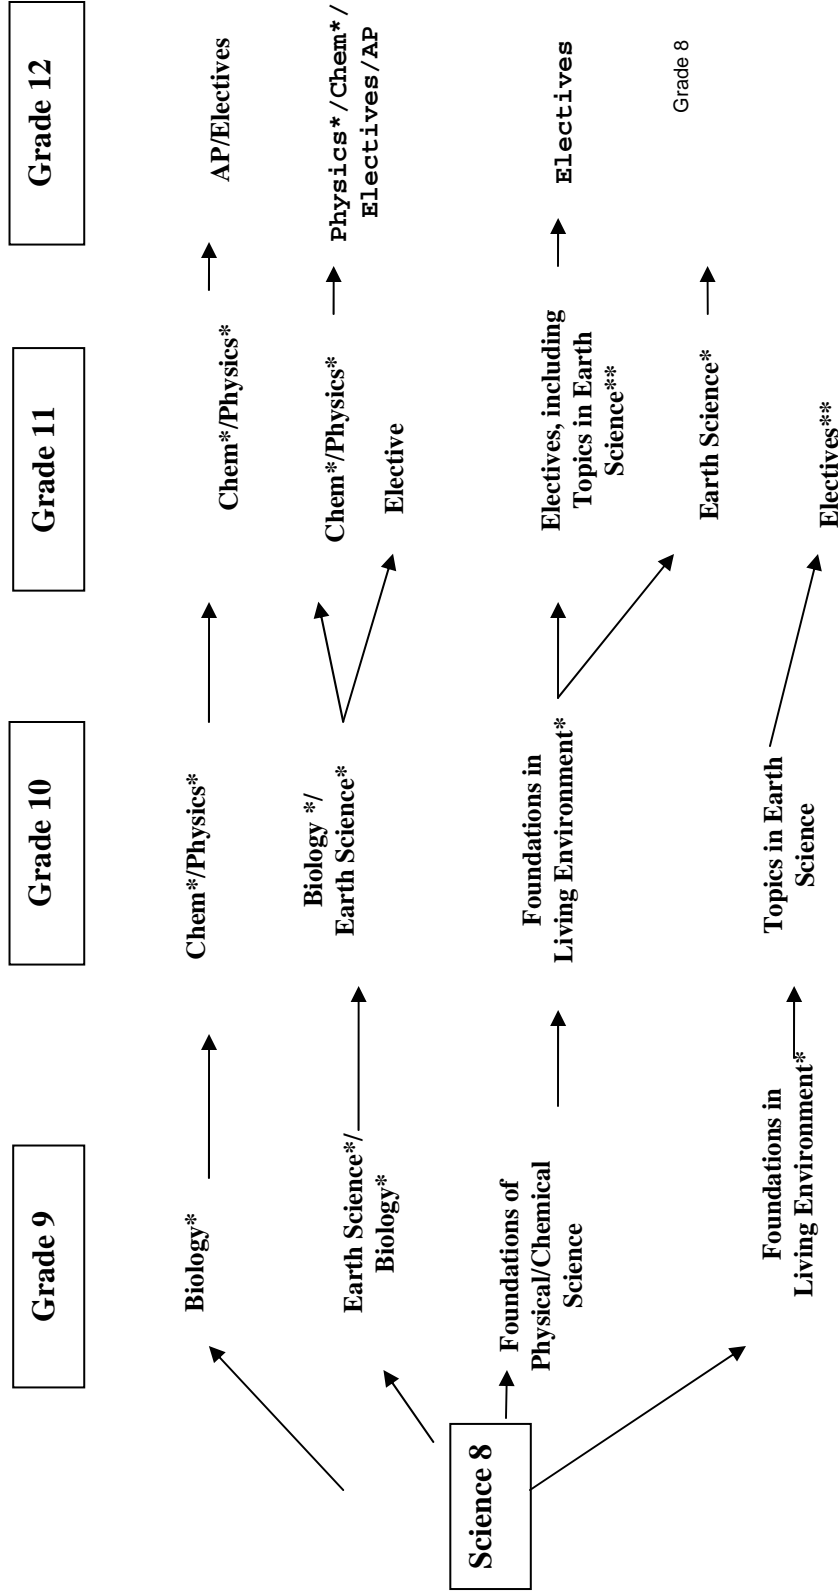 Grade 9
Grade 10
Grade 11
Grade 12
Biology*
Chem*/Physics*
Chem*/Physics*
AP/Electives
Earth Science*/
Biology*
Biology */
Earth Science*
Chem*/Physics*
Elective
Physics*/Chem*/
Electives/AP
Science 8
Foundations of
Physical/Chemical
Science
Foundations in
Living Environment*
Electives, including
Topics in Earth
Science**
Electives
Earth Science*
Grade 8
Foundations in
Living Environment*
Topics in Earth
Science
Electives**